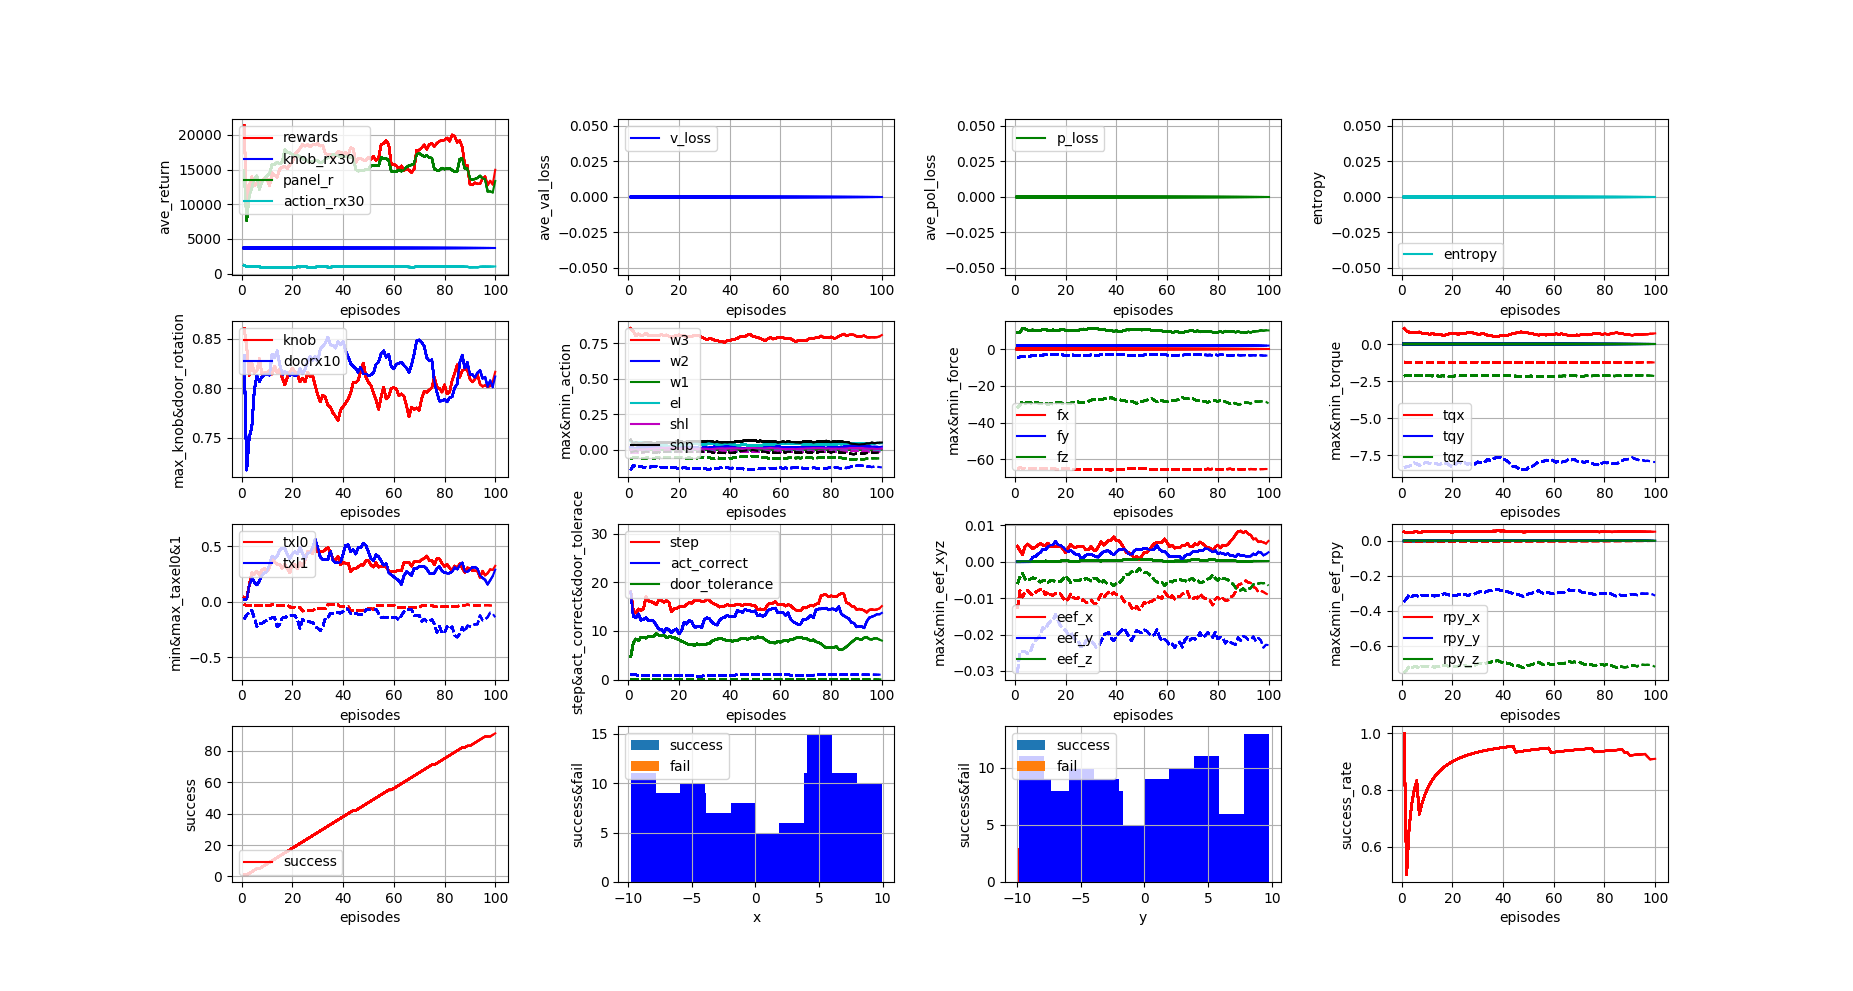 ave_return
20000
15000
10000
5000
0
rewards
knob_rx30
panel_r
action_rx30
0 20 40 60 80 100
episodes
ave_val_loss
0.050
0.025
0.000
−0.025
−0.050
v_loss
0 20 40 60 80 100
episodes
ave_pol_loss
0.050
0.025
0.000
−0.025
−0.050
p_loss
0 20 40 60 80 100
episodes
entropy
0.050
0.025
0.000
−0.025
−0.050
entropy
0 20 40 60 80 100
episodes
max_knob&door_rotation
0.85
0.80
0.75
knob
doorx10
0 20 40 60 80 100
episodes
max&min_action
0.75
0.50
0.25
0.00
w3
w2
w1
el
shl
shp
0 20 40 60 80 100
episodes
max&min_force
0
−20
−40
−60
fx
fy
fz
0 20 40 60 80 100
episodes
max&min_torque
0.0
−2.5
−5.0
−7.5
tqx
tqy
tqz
0 20 40 60 80 100
episodes
min&max_taxel0&1
0.5
0.0
−0.5
txl0
txl1
0 20 40 60 80 100
episodes
step&act_correct&door_tolerace
30
20
10
0
step
act_correct
door_tolerance
0 20 40 60 80 100
episodes
max&min_eef_xyz
0.01
0.00
−0.01
−0.02
−0.03
eef_x
eef_y
eef_z
0 20 40 60 80 100
episodes
max&min_eef_rpy
0.0
−0.2
−0.4
−0.6
rpy_x
rpy_y
rpy_z
0 20 40 60 80 100
episodes
success
80
60
40
20
0
success
0 20 40 60 80 100
episodes
success&fail
15
10
5
0
success
fail
−10 −5 0 5 10
x
success&fail
10
5
0
success
fail
−10 −5 0 5 10
y
success_rate
1.0
0.8
0.6
0 20 40 60 80 100
episodes